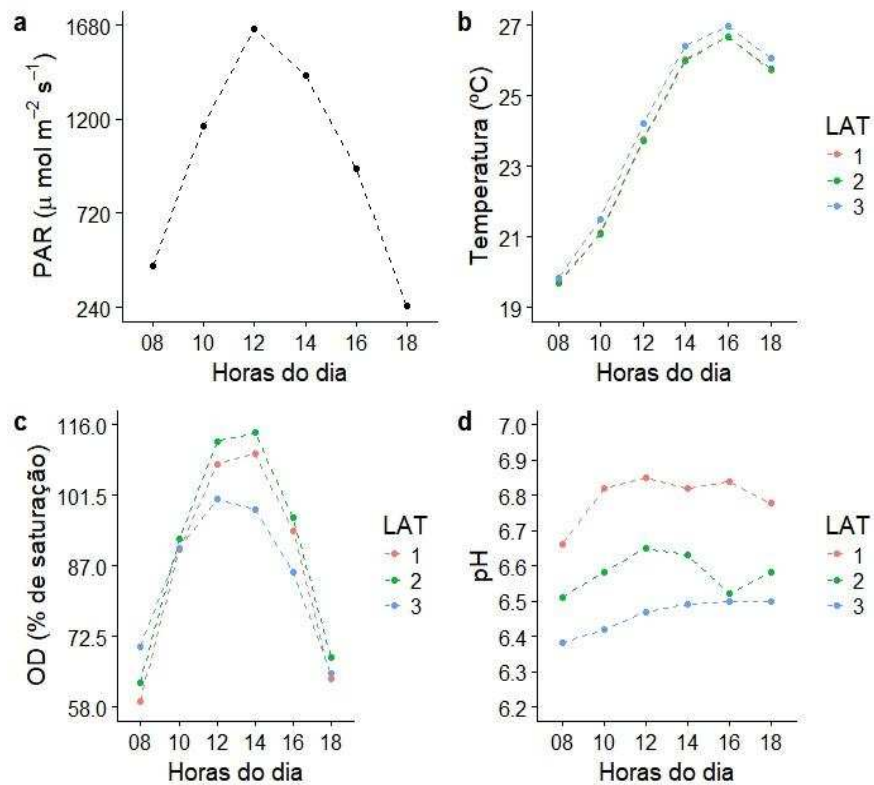 a
PAR (μ mol m−2 s−1)
1680
1200
720
240
08 10 12 14 16 18
Horas do dia
b
Temperatura (ºC)
27
25
23
21
19
08 10 12 14 16 18
Horas do dia
LAT
1
2
3
c
OD (% de saturação)
116.0
101.5
87.0
72.5
58.0
08 10 12 14 16 18
Horas do dia
LAT
1
2
3
d
pH
7.0
6.9
6.8
6.7
6.6
6.5
6.4
6.3
6.2
08 10 12 14 16 18
Horas do dia
LAT
1
2
3